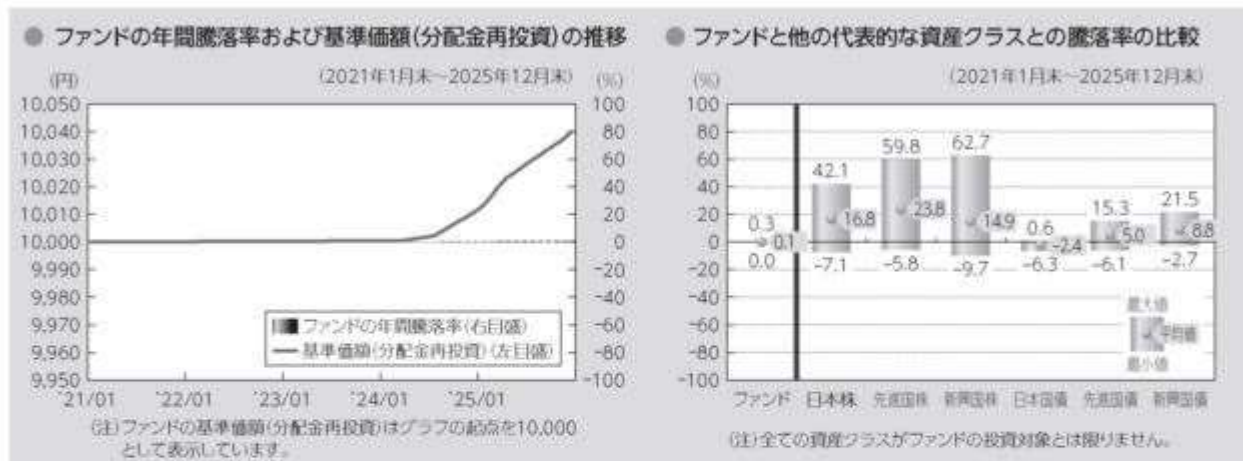 ● ファンドの年間騰落率および基準価額(分配金再投資)の推移
(円) (2021年1月末~2025年12月末) (%)
10,050 100
10,040 80
10,030 60
10,020 40
10,010 20
10,000 0
9,990 -20
9,980 -40
9,970 -60
9,960 -80
9,950 -100
ファンドの年間騰落率(右目盛)
基準価額(分配金再投資)(左目盛)
'21/01 '22/01 '23/01 '24/01 '25/01
(注)ファンドの基準価額(分配金再投資)はグラフの起点を10,000
として表示しています。
● ファンドと他の代表的な資産クラスとの騰落率の比較
(%) (2021年1月末~2025年12月末)
100
80
60
40
20
0
-20
-40
-60
-80
-100
0.3 42.1 59.8 62.7 0.6 15.3 21.5
0.1 16.8 23.8 14.9 -2.4 5.0 8.8
0.0 -7.1 -5.8 -9.7 -6.3 -6.1 -2.7
最大値
平均値
最小値
ファンド 日本株 先進国株 新興国株 日本国債 先進国債 新興国債
(注)全ての資産クラスがファンドの投資対象とは限りません。